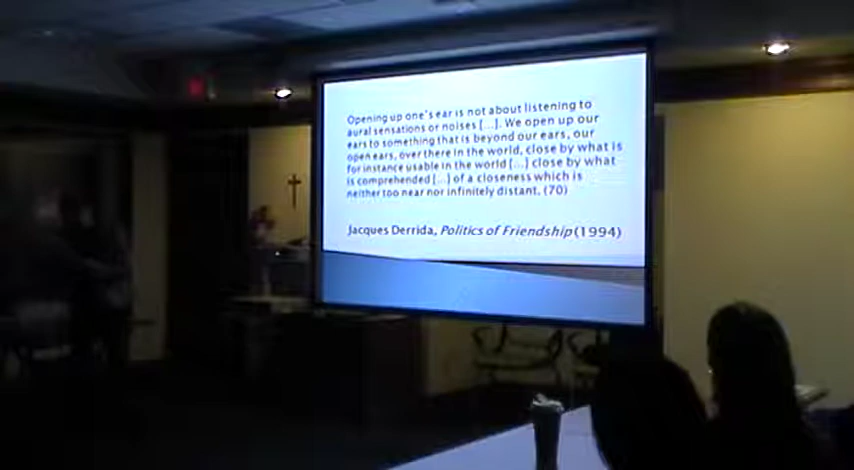 Opening up one's ear is not about listening to
aural sensations or noises [...]. We open up our
ears to something that is beyond our ears, our
open ears, over there in the world, close by what is
for instance usable in the world [...] close by what
is comprehended [...] of a closeness which is
neither too near nor infinitely distant. (70)
Jacques Derrida, Politics of Friendship (1994)